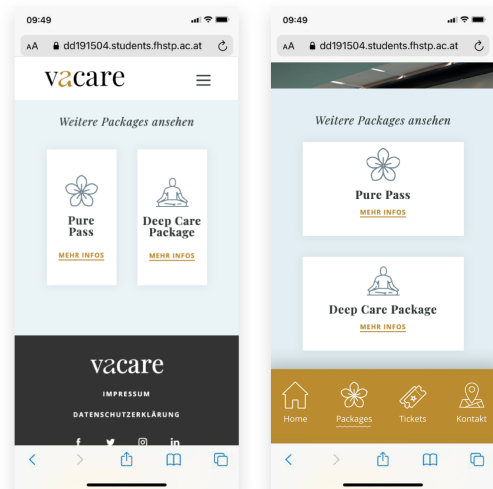 09:49
AA dd191504.students.fhstp.ac.at
vacare
Weitere Packages ansehen
Pure
Pass
MEHR INFOS
Deep Care
Package
MEHR INFOS
vacare
IMPRESSUM
DATENSCHUTZERKLÄRUNG
09:49
AA dd191504.students.fhstp.ac.at
Weitere Packages ansehen
Pure Pass
MEHR INFOS
Deep Care Package
MEHR INFOS
Home Packages Tickets Kontakt